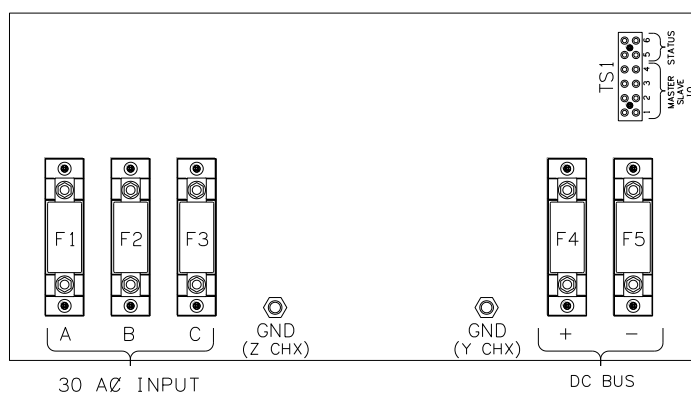 TS1
6
5
4
3
2
1
STATUS
MASTER
SLAVE
F1
F2
F3
F4
F5
A
B
C
GND
(Z CHX)
GND
(Y CHX)
+
-
30 AȻ INPUT
DC BUS